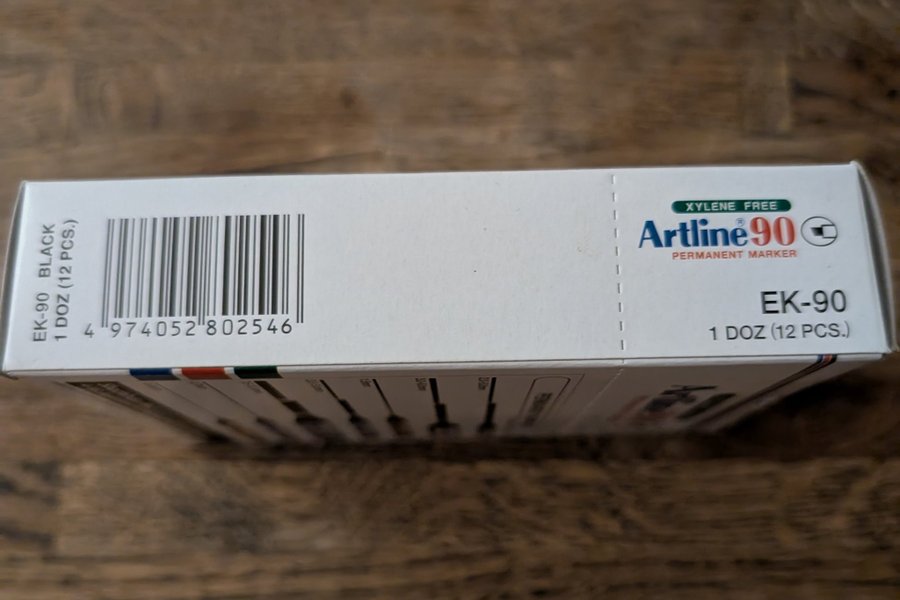 EK-90 BLACK
1 DOZ (12 PCS.)
4 974052 802546
XYLENE FREE
Artline® 90
PERMANENT MARKER
EK-90
1 DOZ (12 PCS.)